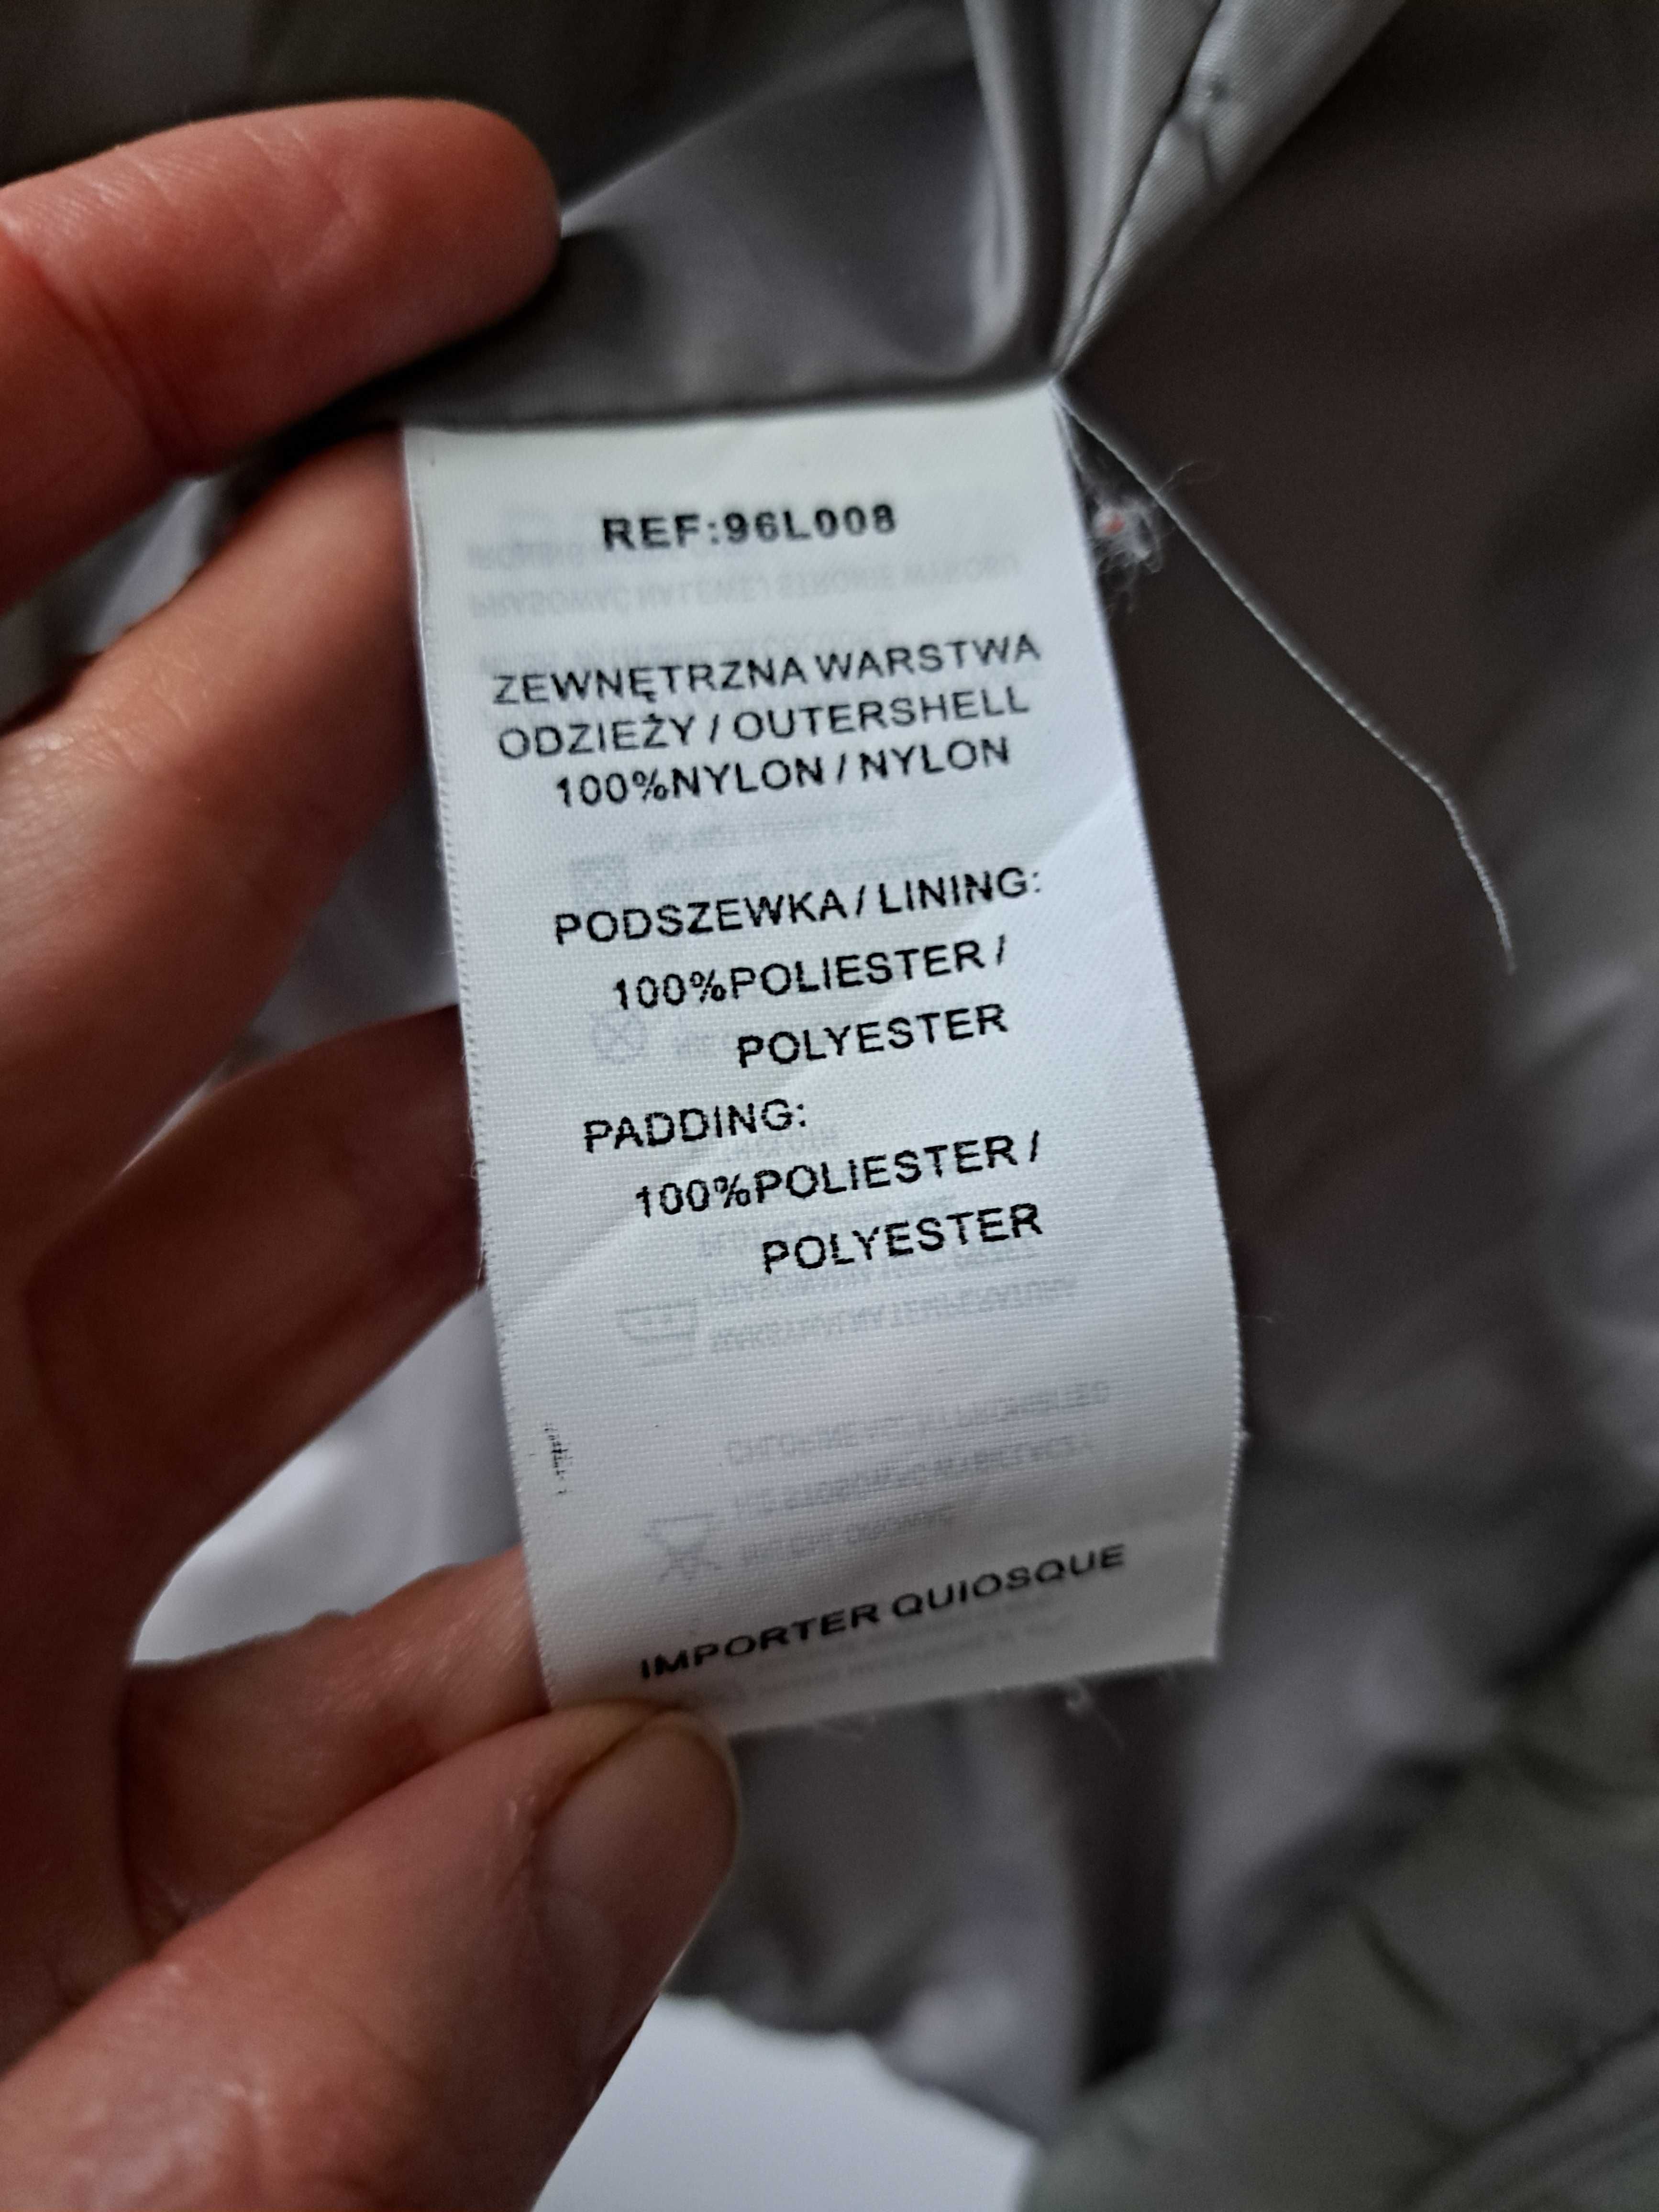 REF:96L008
ZEWNĘTRZNA WARSTWA
ODZIEŻY / OUTERSHELL
100%NYLON / NYLON
PODSZEWKA / LINING:
100%POLIESTER /
POLYESTER
PADDING:
100%POLIESTER /
POLYESTER
IMPORTER QUIOSQUE